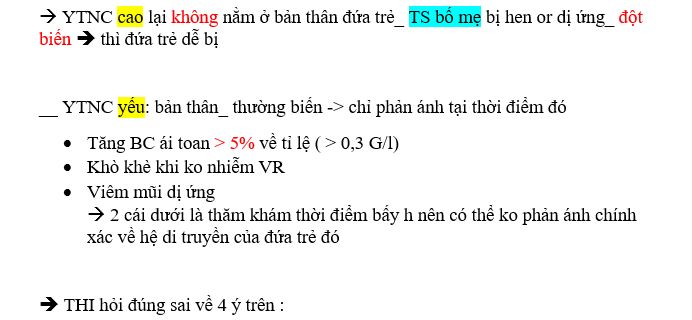 → YTNC cao lại không nằm ở bản thân đứa trẻ_ TS bố mẹ bị hen or dị ứng_ đột
biến ➔ thì đứa trẻ dễ bị
__ YTNC yếu: bản thân_ thường biến -> chỉ phản ánh tại thời điểm đó
• Tăng BC ái toan > 5% về tỉ lệ ( > 0,3 G/l)
• Khò khè khi ko nhiễm VR
• Viêm mũi dị ứng
→ 2 cái dưới là thăm khám thời điểm bấy h nên có thể ko phản ánh chính
xác về hệ di truyền của đứa trẻ đó
➔ THI hỏi đúng sai về 4 ý trên :